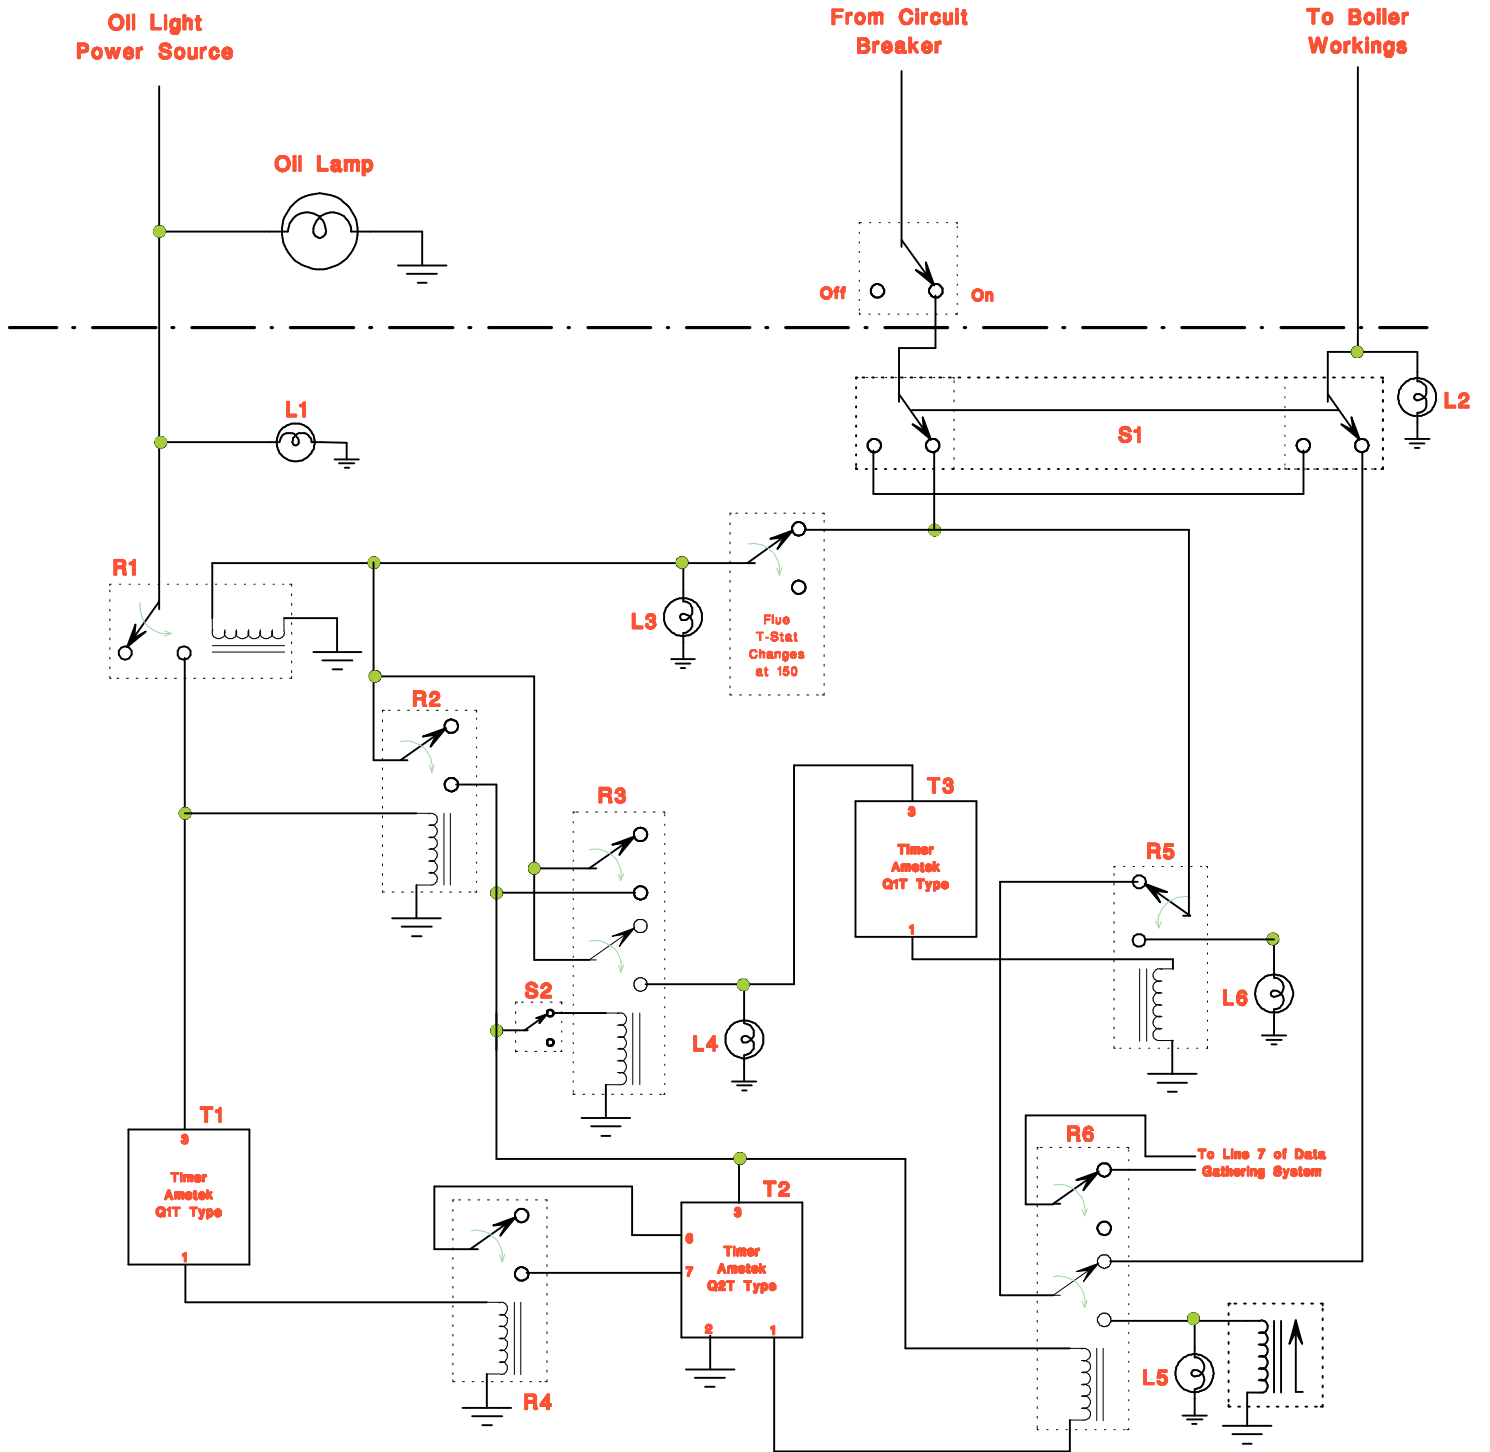 Oil Light
Power Source
From Circuit
Breaker
To Boiler
Workings
Oil Lamp
Off
On
L1
L2
S1
R1
L3
Flue
T-Stat
Changes
at 150
R2
R3
T3
3
Timer
Ametek
Q1T Type
1
R5
S2
L4
L6
T1
3
Timer
Ametek
Q1T Type
1
R6
To Line 7 of Data
Gathering System
T2
3
6
7
Timer
Ametek
Q2T Type
2
1
R4
L5